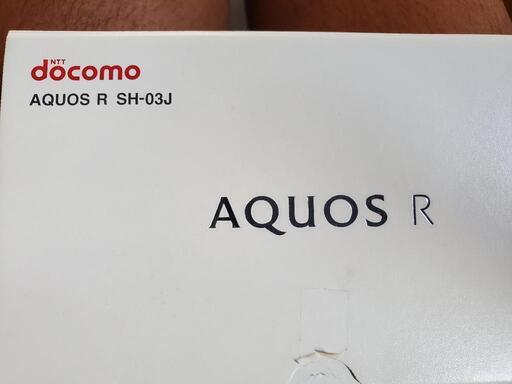 NTT
docomo
AQUOS R SH-03J
AQUOS R